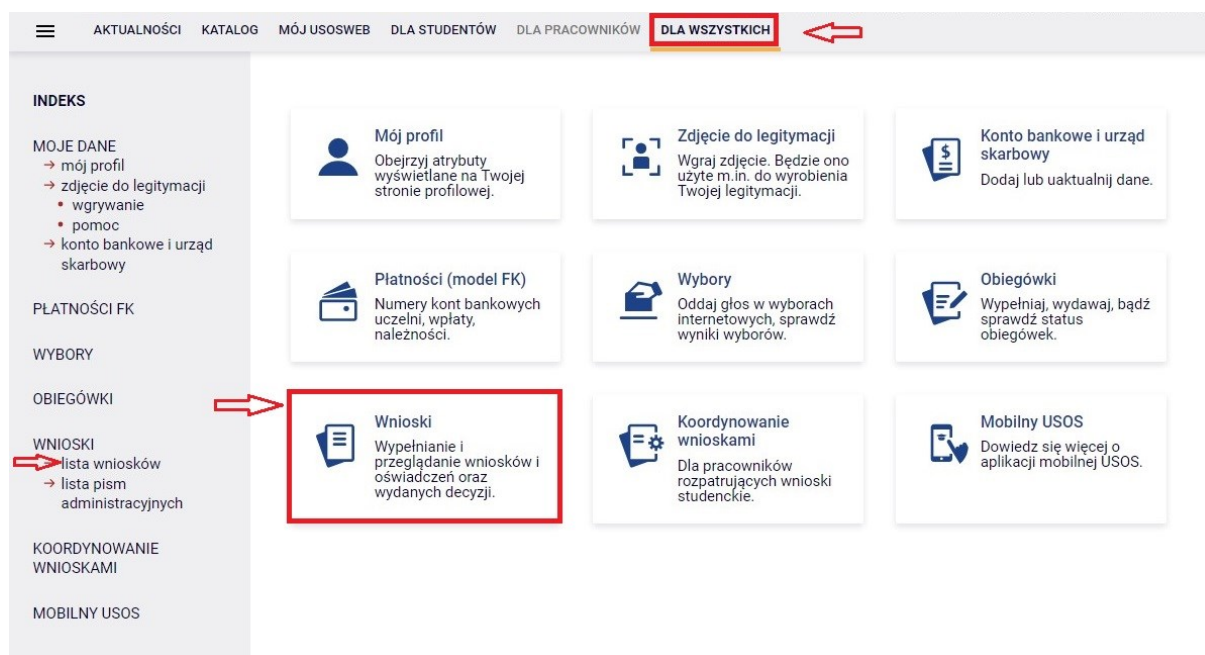 AKTUALNOŚCI KATALOG MÓJ USOSWEB DLA STUDENTÓW DLA PRACOWNIKÓW DLA WSZYSTKICH
INDEKS
MOJE DANE
→ mój profil
→ zdjęcie do legitymacji
• wgrywanie
• pomoc
→ konto bankowe i urząd
skarbowy
PŁATNOŚCI FK
WYBORY
OBIEGÓWKI
WNIOSKI
lista wniosków
→ lista pism
administracyjnych
KOORDYNOWANIE
WNIOSKAMI
MOBILNY USOS
Mój profil
Obejrzyj atrybuty
wyświetlane na Twojej
stronie profilowej.
Zdjęcie do legitymacji
Wgraj zdjęcie. Będzie ono
użyte m.in. do wyrobienia
Twojej legitymacji.
Konto bankowe i urząd
skarbowy
Dodaj lub uaktualnij dane.
Płatności (model FK)
Numery kont bankowych
uczelni, wpłaty,
należności.
Wybory
Oddaj głos w wyborach
internetowych, sprawdź
wyniki wyborów.
Obiegówki
Wypełniaj, wydawaj, bądź
sprawdź status
obiegówek.
Wnioski
Wypełnianie i
przeglądanie wniosków i
oświadczeń oraz
wydanych decyzji.
Koordynowanie
wnioskami
Dla pracowników
rozpatrujących wnioski
studenckie.
Mobilny USOS
Dowiedz się więcej o
aplikacji mobilnej USOS.